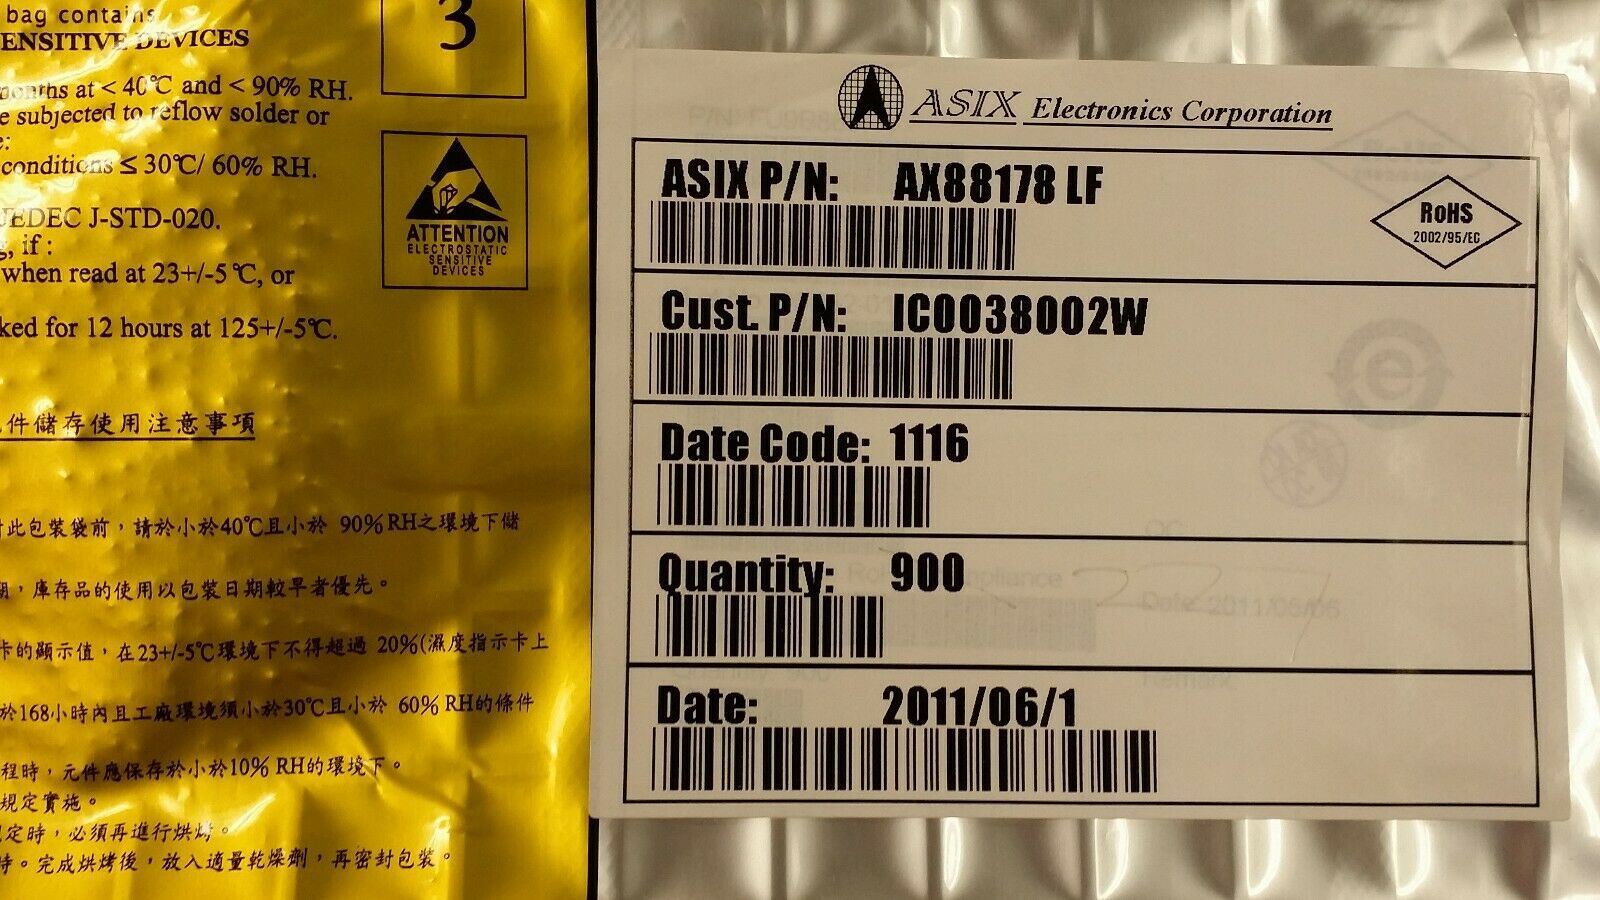 bag contains
ENSITIVE DEVICES
3
months at < 40℃ and < 90% RH.
e subjected to reflow solder or
e:
conditions ≤ 30℃/ 60% RH.
JEDEC J-STD-020.
g, if :
when read at 23+/-5℃, or
ked for 12 hours at 125+/-5℃.
ATTENTION
ELECTROSTATIC
SENSITIVE
DEVICES
件儲存使用注意事項
此包裝袋前，請於小於40℃且小於 90% RH之環境下儲
期，庫存品的使用以包裝日期較早者優先。
卡的顯示值，在23+/-5℃環境下不得超過 20%(濕度指示卡上
於168小時內且工廠環境須小於30℃且小於 60% RH的條件
程時，元件應保存於小於10% RH的環境下。
規定實施。
定時，必須再進行烘烤。
時。完成烘烤後，放入適量乾燥劑，再密封包裝。
ASIX Electronics Corporation
ASIX P/N: AX88178 LF
RoHS
2002/95/EC
Cust. P/N: IC0038002W
Date Code: 1116
Quantity: 900
Date: 2011/06/1